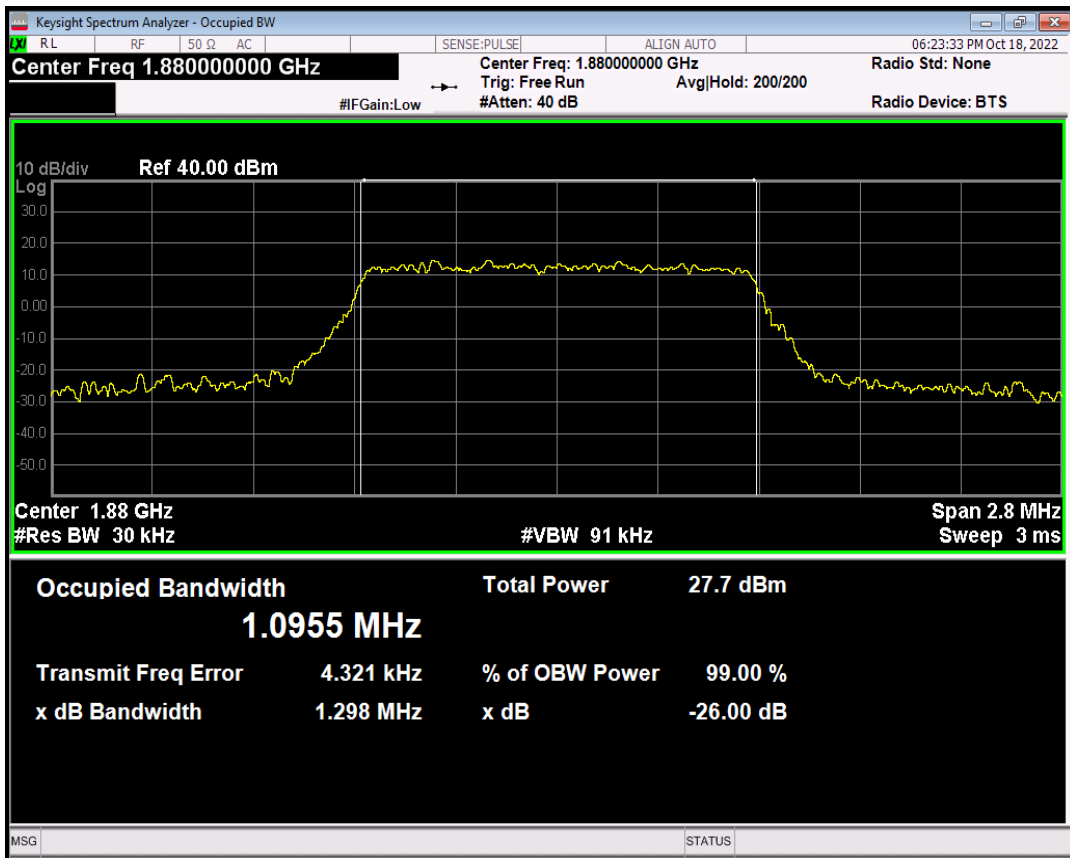 Keysight Spectrum Analyzer - Occupied BW
LXI RL RF 50 Ω AC SENSE:PULSE ALIGN AUTO 06:23:33 PM Oct 18, 2022
Center Freq 1.880000000 GHz Center Freq: 1.880000000 GHz Radio Std: None
Trig: Free Run Avg|Hold: 200/200
#IFGain:Low #Atten: 40 dB Radio Device: BTS
10 dB/div Ref 40.00 dBm
Log
30.0
20.0
10.0
0.00
-10.0
-20.0
-30.0
-40.0
-50.0
Center 1.88 GHz Span 2.8 MHz
#Res BW 30 kHz #VBW 91 kHz Sweep 3 ms
Occupied Bandwidth Total Power 27.7 dBm
1.0955 MHz
Transmit Freq Error 4.321 kHz % of OBW Power 99.00 %
x dB Bandwidth 1.298 MHz x dB -26.00 dB
MSG STATUS